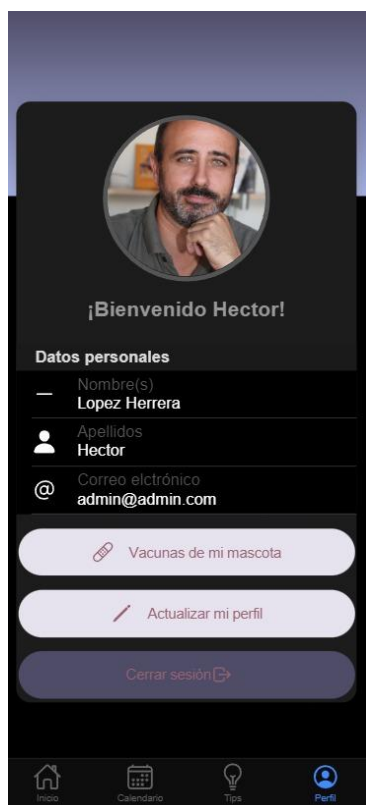 ¡Bienvenido Hector!
Datos personales
Nombre(s)
Lopez Herrera
Apellidos
Hector
Correo elctrónico
admin@admin.com
Vacunas de mi mascota
Actualizar mi perfil
Cerrar sesión
Inicio
Calendario
Tips
Perfil